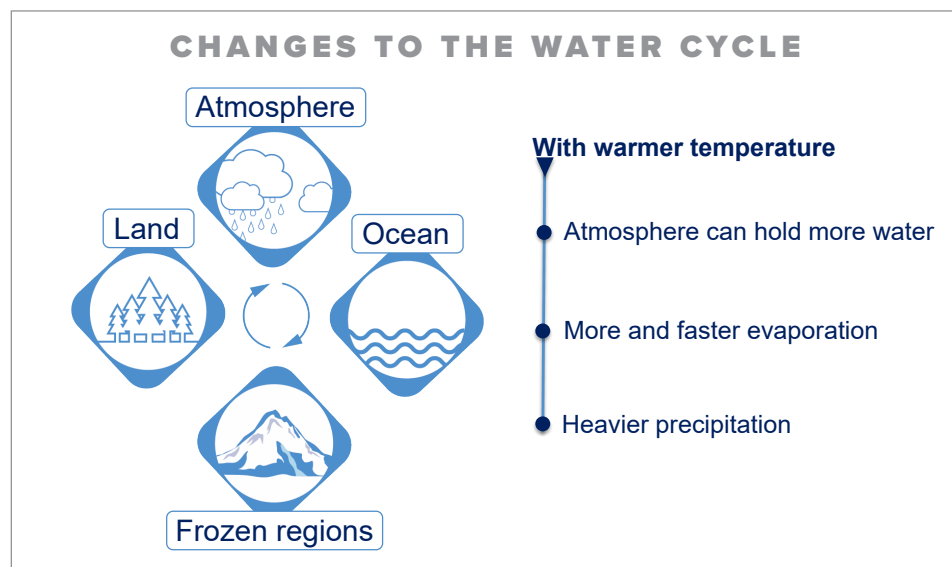 CHANGES TO THE WATER CYCLE
Atmosphere
Land
Ocean
Frozen regions
With warmer temperature
Atmosphere can hold more water
More and faster evaporation
Heavier precipitation